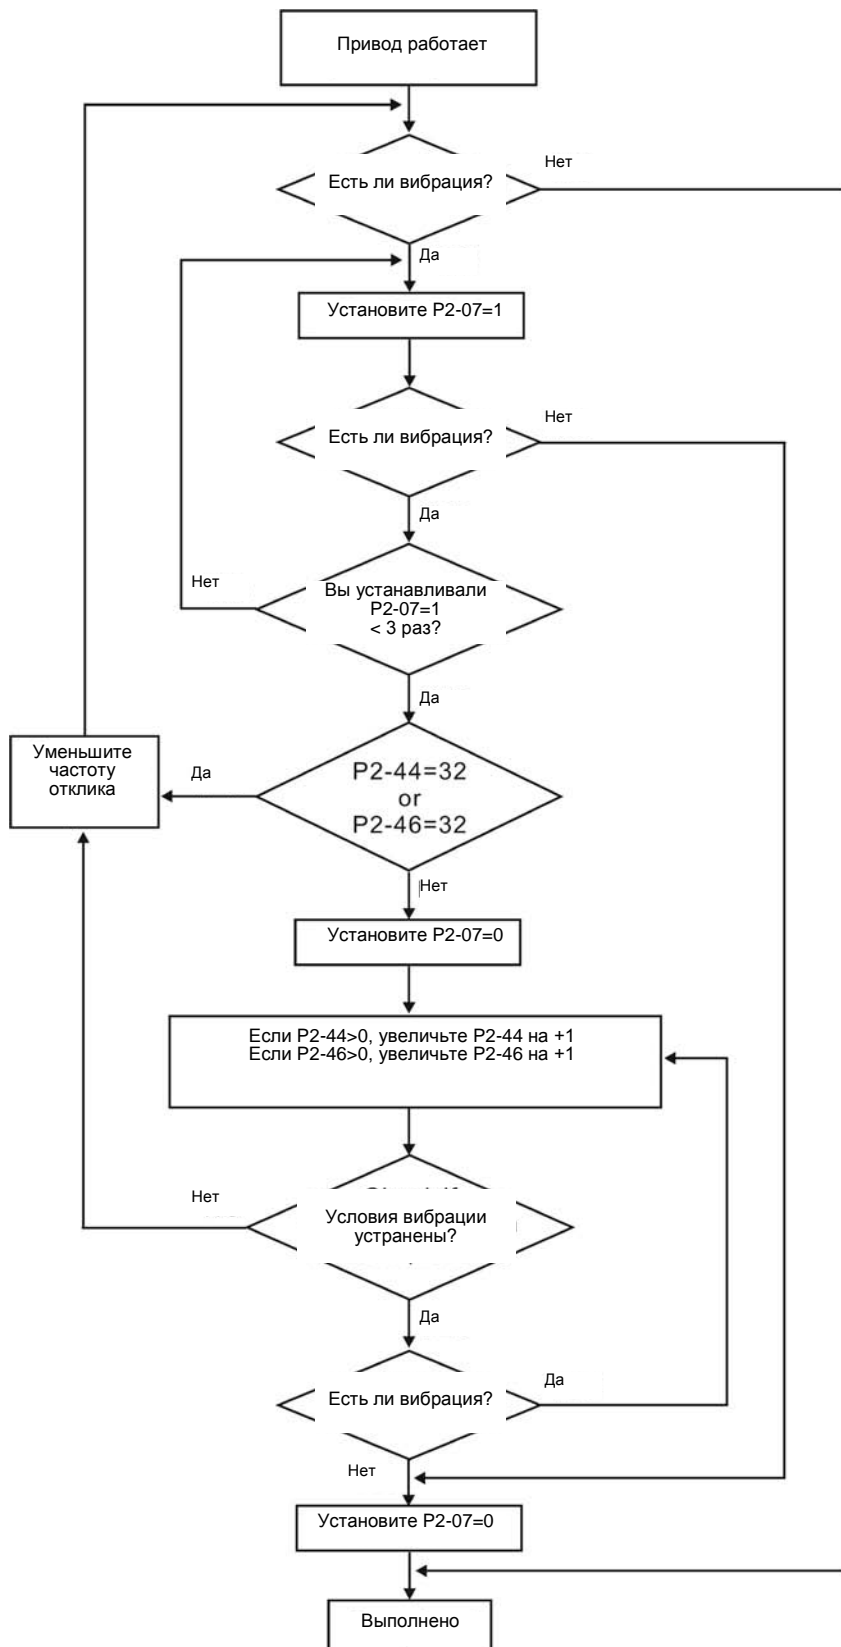 Привод работает
Есть ли вибрация?
Нет
Да
Установите P2-07=1
Есть ли вибрация?
Нет
Да
Нет
Вы устанавливали
P2-07=1
< 3 раз?
Да
Уменьшите
частоту
отклика
Да
P2-44=32
or
P2-46=32
Нет
Установите P2-07=0
Если P2-44>0, увеличьте P2-44 на +1
Если P2-46>0, увеличьте P2-46 на +1
Нет
Условия вибрации
устранены?
Да
Есть ли вибрация?
Да
Нет
Установите P2-07=0
Выполнено